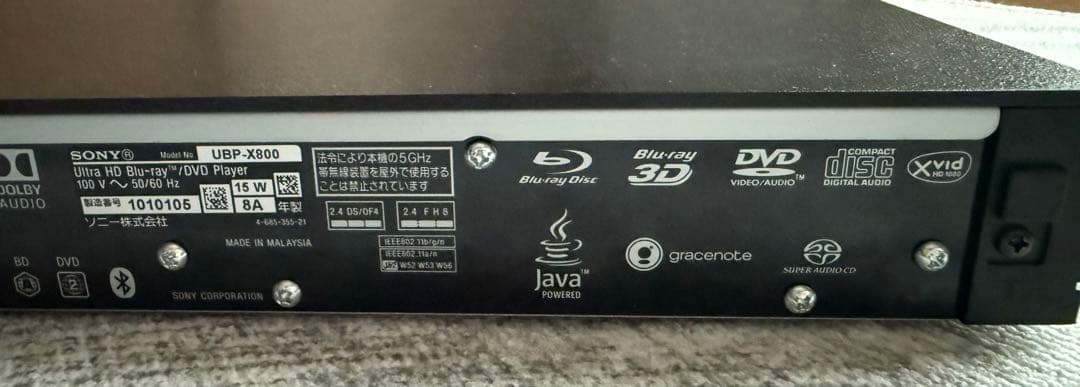 DOLBY
AUDIO
SONY® Model No. UBP-X800
Ultra HD Blu-ray™/DVD Player
100 V ~ 50/60 Hz 15 W
製造番号 1010105 8A 年製
ソニー株式会社 4-685-355-21
MADE IN MALAYSIA
BD DVD
2
SONY CORPORATION
法令により本機の5GHz
帯無線装置を屋外で使用する
ことは禁止されています
2.4 DS/OF4
2.4 FH8
IEEE802.11b/g/n
IEEE802.11a/n
W52 W53 W56
Blu-ray Disc
Blu-ray
3D
DVD
VIDEO/AUDIO™
COMPACT
disc
DIGITAL AUDIO
xvid
HD 1080
Java™
POWERED
gracenote
SUPER AUDIO CD